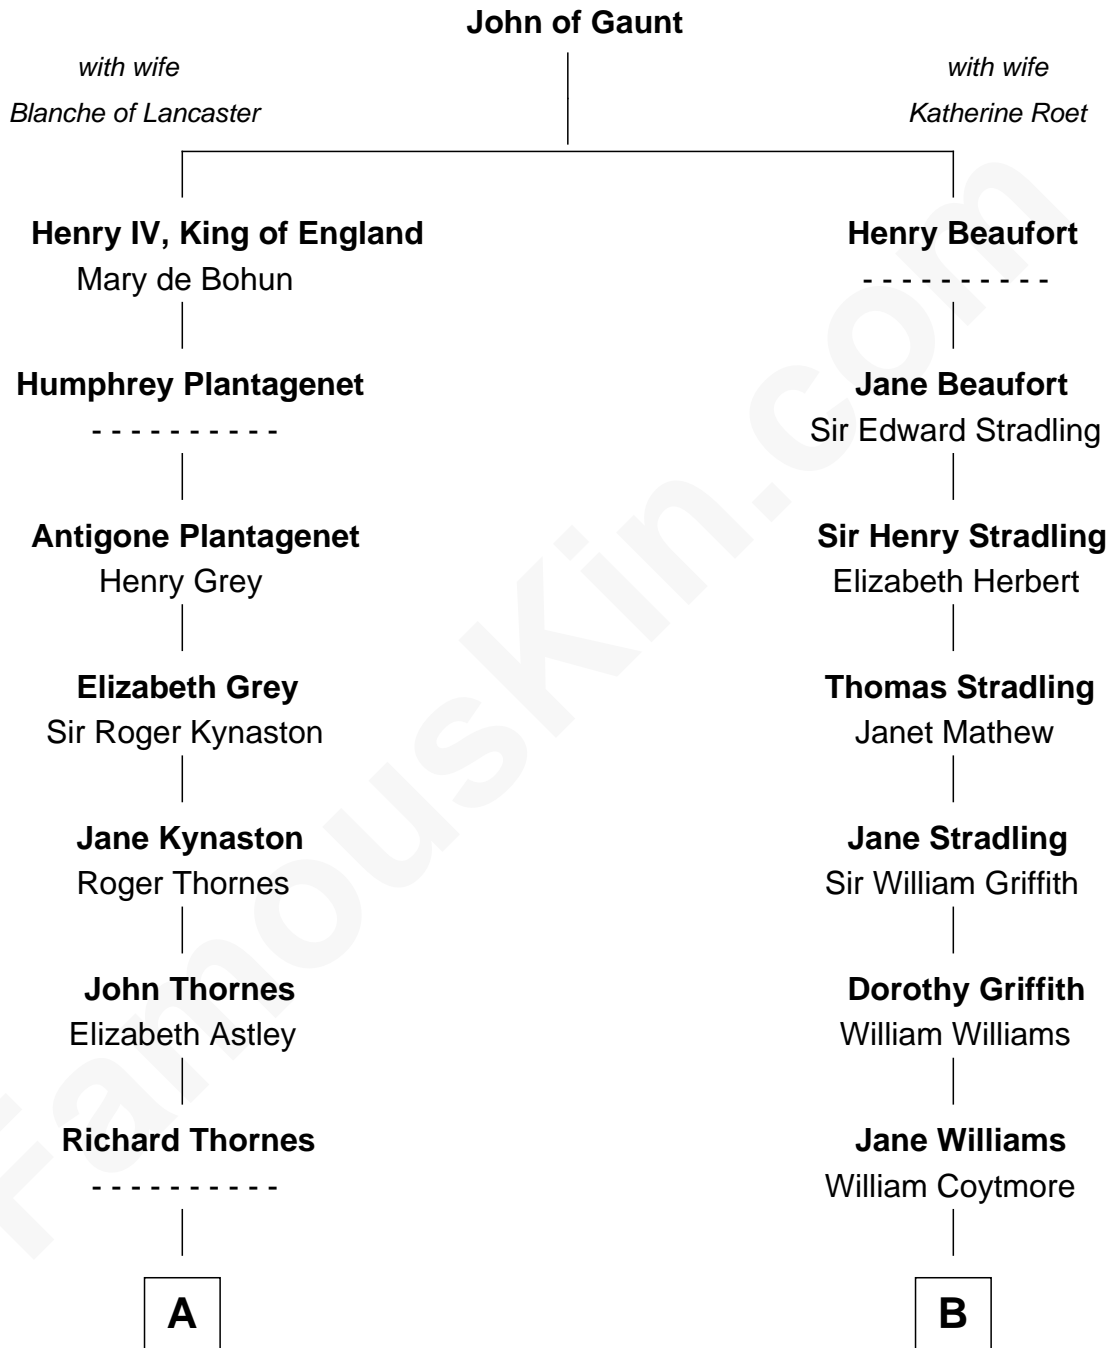 John of Gaunt
with wife
Blanche of Lancaster
with wife
Katherine Roet
Henry IV, King of England
Mary de Bohun
Henry Beaufort
- - - - - - - - - -
Humphrey Plantagenet
- - - - - - - - - -
Jane Beaufort
Sir Edward Stradling
Antigone Plantagenet
Henry Grey
Sir Henry Stradling
Elizabeth Herbert
Elizabeth Grey
Sir Roger Kynaston
Thomas Stradling
Janet Mathew
Jane Kynaston
Roger Thornes
Jane Stradling
Sir William Griffith
John Thornes
Elizabeth Astley
Dorothy Griffith
William Williams
Richard Thornes
- - - - - - - - - -
Jane Williams
William Coytmore
A
B
FamousKin.com